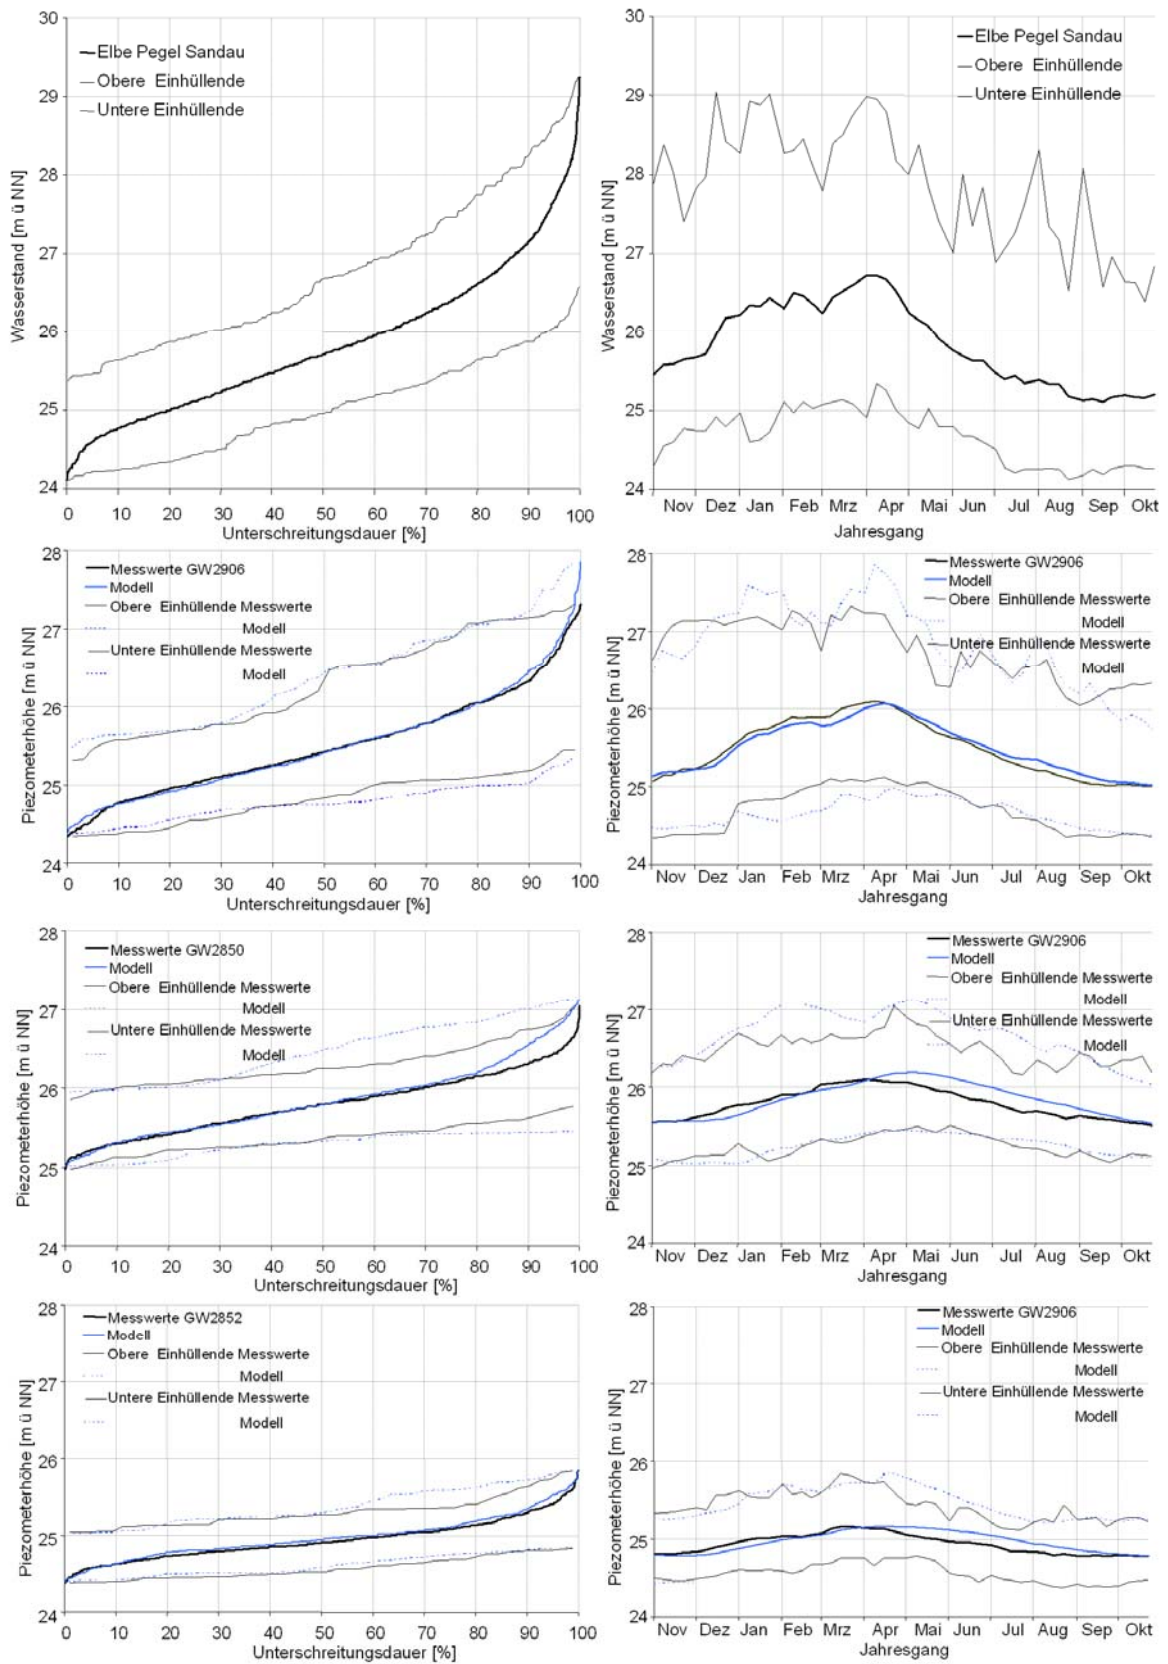 30
29
28
27
26
25
24
Wasserstand [m ü NN]
Elbe Pegel Sandau
Obere Einhüllende
Untere Einhüllende
0 10 20 30 40 50 60 70 80 90 100
Unterschreitungsdauer [%]
30
29
28
27
26
25
24
Wasserstand [m ü NN]
Elbe Pegel Sandau
Obere Einhüllende
Untere Einhüllende
Nov Dez Jan Feb Mrz Apr Mai Jun Jul Aug Sep Okt
Jahresgang
28
27
26
25
24
Piezometerhöhe [m ü NN]
Messwerte GW2906
Modell
Obere Einhüllende Messwerte
Modell
Untere Einhüllende Messwerte
Modell
0 10 20 30 40 50 60 70 80 90 100
Unterschreitungsdauer [%]
28
27
26
25
24
Piezometerhöhe [m ü NN]
Messwerte GW2906
Modell
Obere Einhüllende Messwerte
Modell
Untere Einhüllende Messwerte
Modell
Nov Dez Jan Feb Mrz Apr Mai Jun Jul Aug Sep Okt
Jahresgang
28
27
26
25
24
Piezometerhöhe [m ü NN]
Messwerte GW2850
Modell
Obere Einhüllende Messwerte
Modell
Untere Einhüllende Messwerte
Modell
0 10 20 30 40 50 60 70 80 90 100
Unterschreitungsdauer [%]
28
27
26
25
24
Piezometerhöhe [m ü NN]
Messwerte GW2906
Modell
Obere Einhüllende Messwerte
Modell
Untere Einhüllende Messwerte
Modell
Nov Dez Jan Feb Mrz Apr Mai Jun Jul Aug Sep Okt
Jahresgang
28
27
26
25
24
Piezometerhöhe [m ü NN]
Messwerte GW2852
Modell
Obere Einhüllende Messwerte
Modell
Untere Einhüllende Messwerte
Modell
0 10 20 30 40 50 60 70 80 90 100
Unterschreitungsdauer [%]
28
27
26
25
24
Piezometerhöhe [m ü NN]
Messwerte GW2906
Modell
Obere Einhüllende Messwerte
Modell
Untere Einhüllende Messwerte
Modell
Nov Dez Jan Feb Mrz Apr Mai Jun Jul Aug Sep Okt
Jahresgang